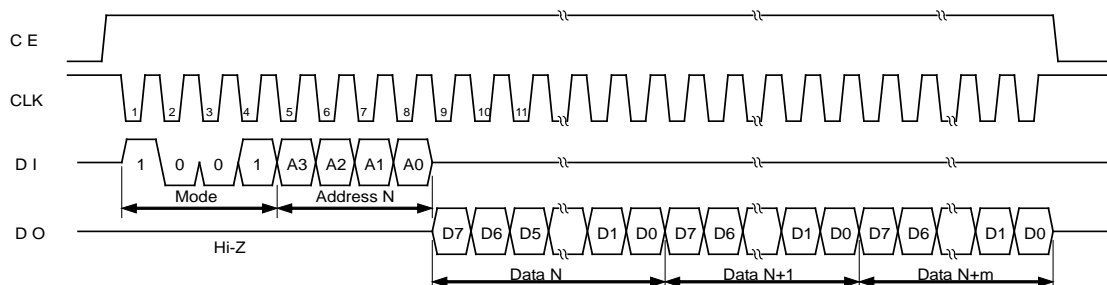 C E
CLK
1 2 3 4 5 6 7 8 9 10 11
D I
1 0 0 1 A3 A2 A1 A0
Mode Address N
D O
Hi-Z
D7 D6 D5 D1 D0 D7 D6 D1 D0 D7 D6 D1 D0
Data N Data N+1 Data N+m